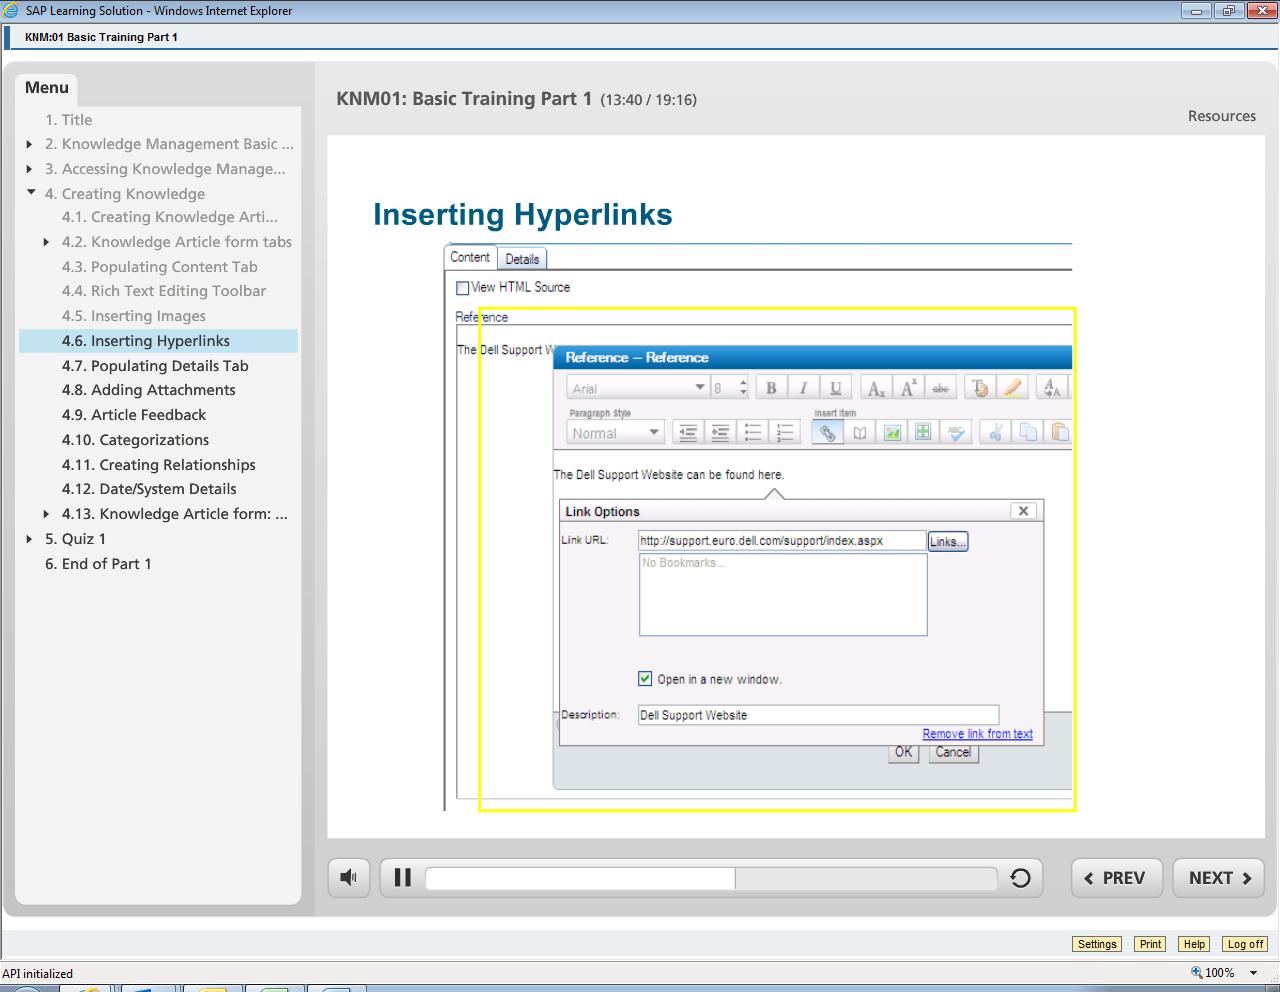 SAP Learning Solution - Windows Internet Explorer
KNM:01 Basic Training Part 1
Menu
1. Title
2. Knowledge Management Basic ...
3. Accessing Knowledge Manage...
4. Creating Knowledge
4.1. Creating Knowledge Arti...
4.2. Knowledge Article form tabs
4.3. Populating Content Tab
4.4. Rich Text Editing Toolbar
4.5. Inserting Images
4.6. Inserting Hyperlinks
4.7. Populating Details Tab
4.8. Adding Attachments
4.9. Article Feedback
4.10. Categorizations
4.11. Creating Relationships
4.12. Date/System Details
4.13. Knowledge Article form: ...
5. Quiz 1
6. End of Part 1
KNM01: Basic Training Part 1 (13:40 / 19:16)
Resources
Inserting Hyperlinks
Content Details
View HTML Source
Reference
The Dell Support W
Reference – Reference
Arial 8 B I U Ax Ax abc
Paragraph Style Insert Item
Normal ABC
The Dell Support Website can be found here.
Link Options
Link URL: http://support.euro.dell.com/support/index.aspx Links...
No Bookmarks...
Open in a new window.
Description: Dell Support Website
Remove link from text
OK Cancel
PREV NEXT
Settings Print Help Log off
API initialized
100%